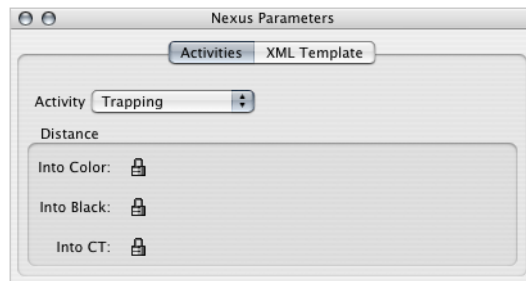 Nexus Parameters
Activities XML Template
Activity Trapping
Distance
Into Color:
Into Black:
Into CT: